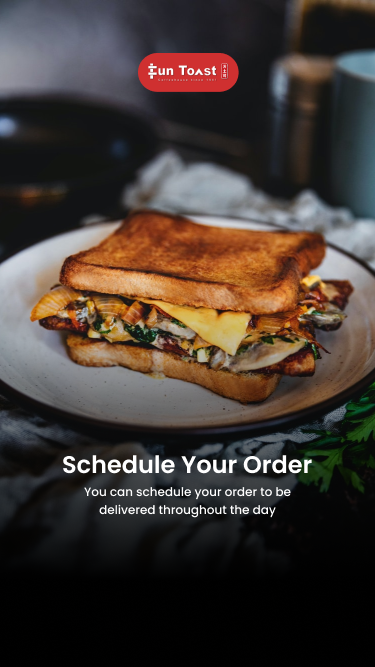 Fun Toast
Schedule Your Order
You can schedule your order to be
delivered throughout the day